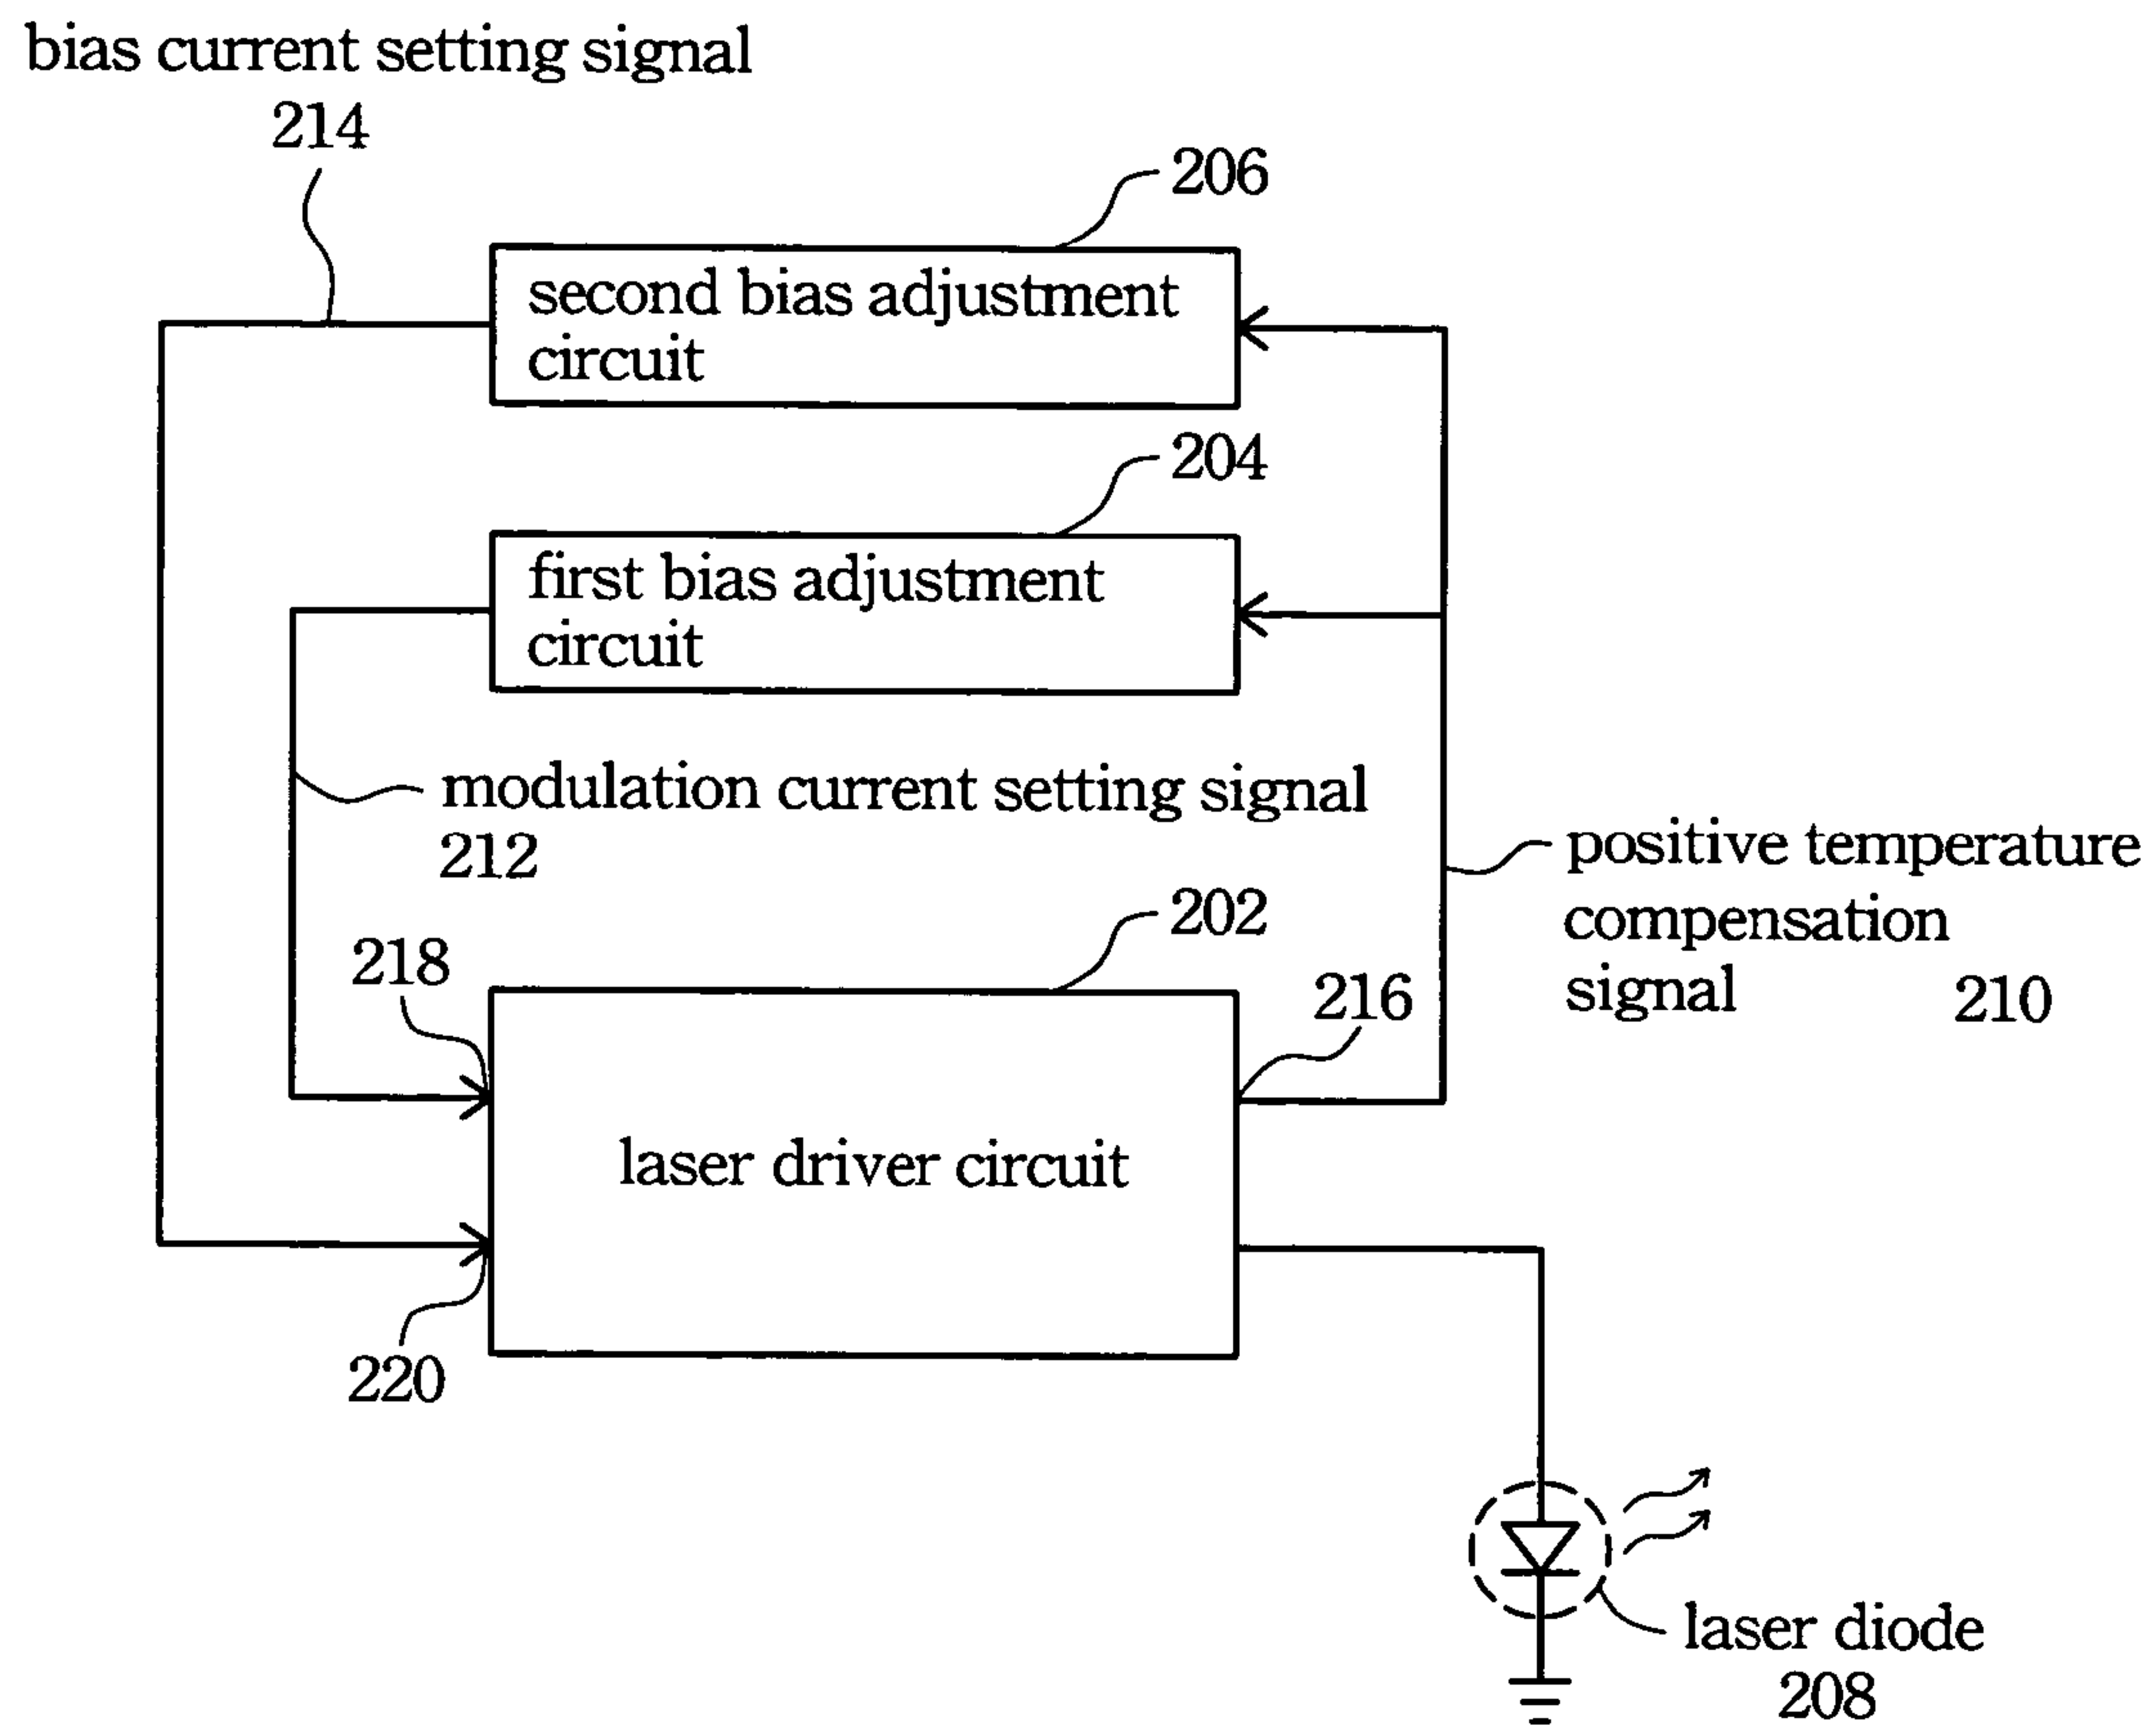 bias current setting signal
214
206
second bias adjustment
circuit
204
first bias adjustment
circuit
modulation current setting signal
212
positive temperature
compensation
signal 210
202
218
216
laser driver circuit
220
laser diode
208